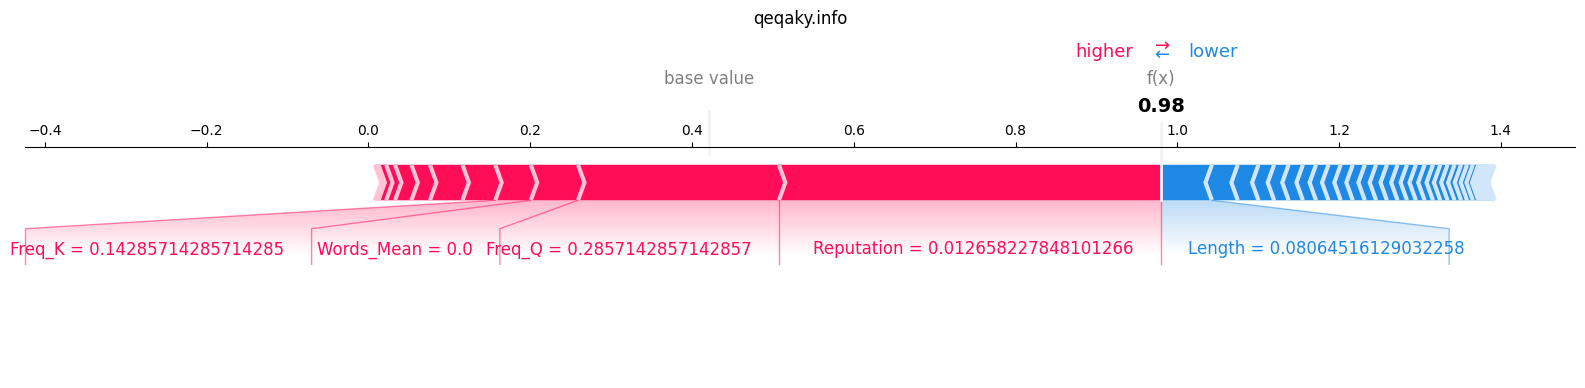 qeqaky.info
higher ⇄ lower
base value f(x)
0.98
−0.4 −0.2 0.0 0.2 0.4 0.6 0.8 1.0 1.2 1.4
Freq_K = 0.14285714285714285 Words_Mean = 0.0 Freq_Q = 0.2857142857142857 Reputation = 0.012658227848101266 Length = 0.08064516129032258